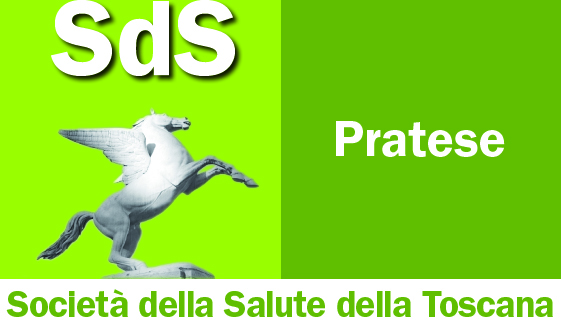 SdS
Pratese
Società della Salute della Toscana